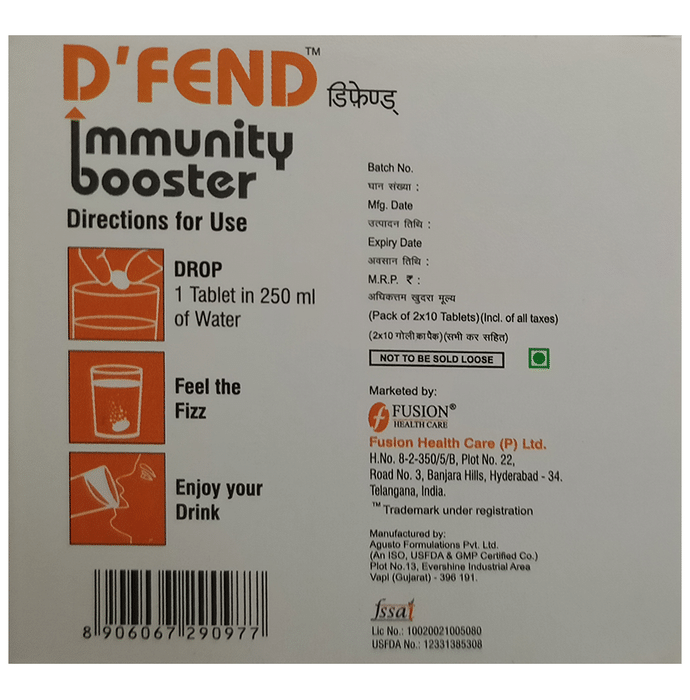 D'FEND™
डिफ़ेण्ड्
Immunity
booster
Directions for Use
DROP
1 Tablet in 250 ml
of Water
Feel the
Fizz
Enjoy your
Drink
8 906067 290977
Batch No.
घान संख्या :
Mfg. Date
उत्पादन तिथि :
Expiry Date
अवसान तिथि :
M.R.P. ₹ :
अधिकत्तम खुदरा मूल्य
(Pack of 2x10 Tablets)(Incl. of all taxes)
(2x10 गोली का पैक) (सभी कर सहित)
NOT TO BE SOLD LOOSE
Marketed by:
f FUSION®
HEALTH CARE
Fusion Health Care (P) Ltd.
H.No. 8-2-350/5/B, Plot No. 22,
Road No. 3, Banjara Hills, Hyderabad - 34.
Telangana, India.
™ Trademark under registration
Manufactured by:
Agusto Formulations Pvt. Ltd.
(An ISO, USFDA & GMP Certified Co.)
Plot No.13, Evershine Industrial Area
Vapi (Gujarat) - 396 191.
fssai
Lic No.: 10020021005080
USFDA No.: 12331385308